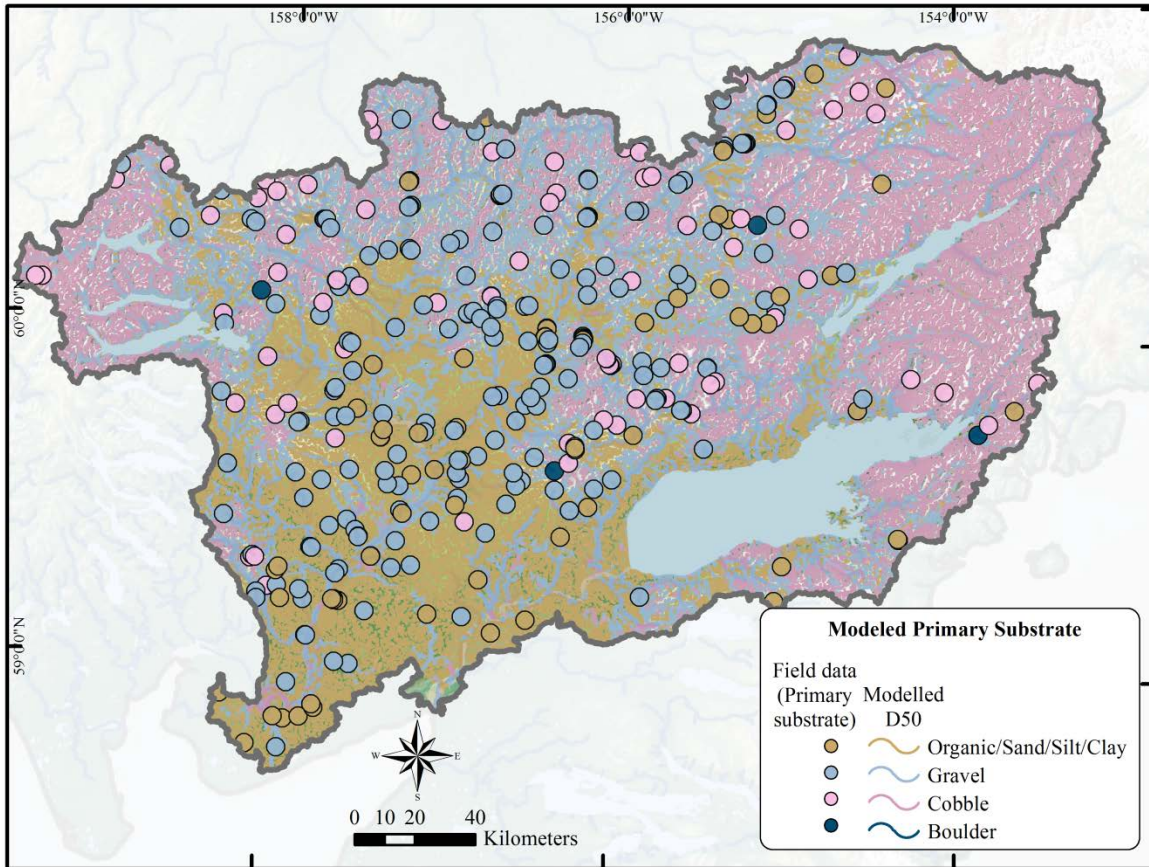 158°0'0"W
156°0'0"W
154°0'0"W
60°0'0"N
59°0'0"N
N
W
E
S
0 10 20 40
Kilometers
Modeled Primary Substrate
Field data
(Primary
substrate)
Modelled
D50
Organic/Sand/Silt/Clay
Gravel
Cobble
Boulder